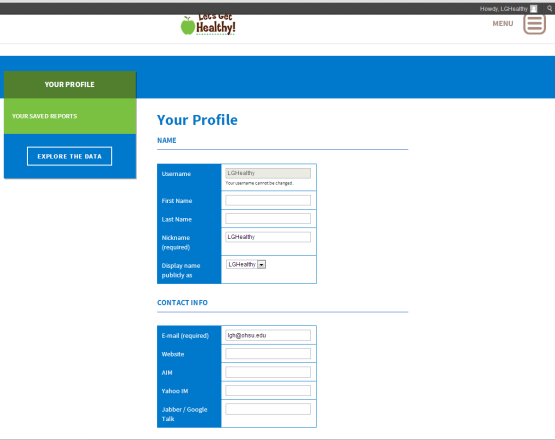 Howdy, LGHealthy
Let's Get
Healthy!
MENU
YOUR PROFILE
YOUR SAVED REPORTS
EXPLORE THE DATA
Your Profile
NAME
Username
LGHealthy
Your username cannot be changed.
First Name
Last Name
Nickname
(required)
LGHealthy
Display name
publicly as
LGHealthy
CONTACT INFO
E-mail (required)
lgh@ohsu.edu
Website
AIM
Yahoo IM
Jabber / Google
Talk